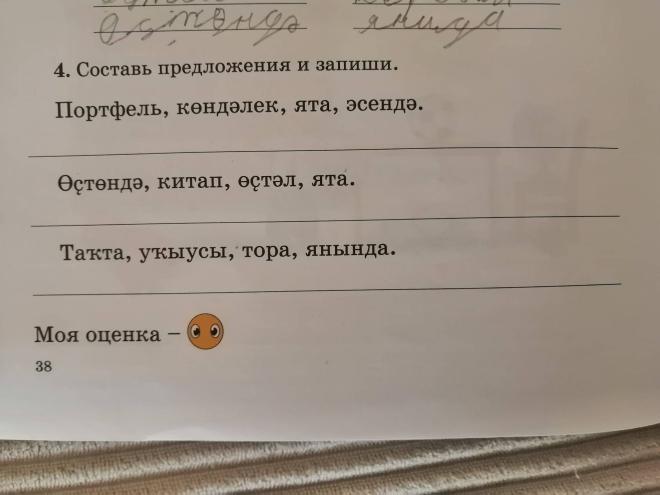 өҫтөндә янында
4. Составь предложения и запиши.
Портфель, көндәлек, ята, эсендә.
Өҫтөндә, китап, өҫтәл, ята.
Таҡта, уҡыусы, тора, янында.
Моя оценка –
38